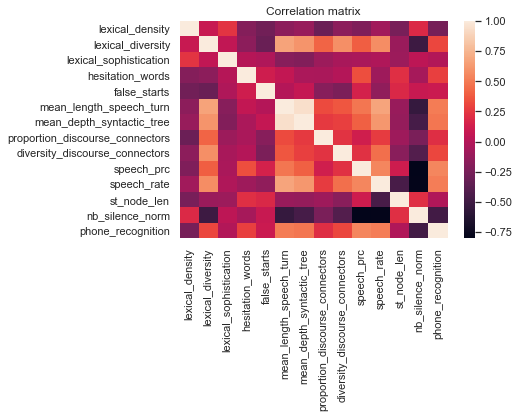 Correlation matrix
lexical_density
lexical_diversity
lexical_sophistication
hesitation_words
false_starts
mean_length_speech_turn
mean_depth_syntactic_tree
proportion_discourse_connectors
diversity_discourse_connectors
speech_prc
speech_rate
st_node_len
nb_silence_norm
phone_recognition
1.00
0.75
0.50
0.25
0.00
-0.25
-0.50
-0.75
lexical_density
lexical_diversity
lexical_sophistication
hesitation_words
false_starts
mean_length_speech_turn
mean_depth_syntactic_tree
proportion_discourse_connectors
diversity_discourse_connectors
speech_prc
speech_rate
st_node_len
nb_silence_norm
phone_recognition